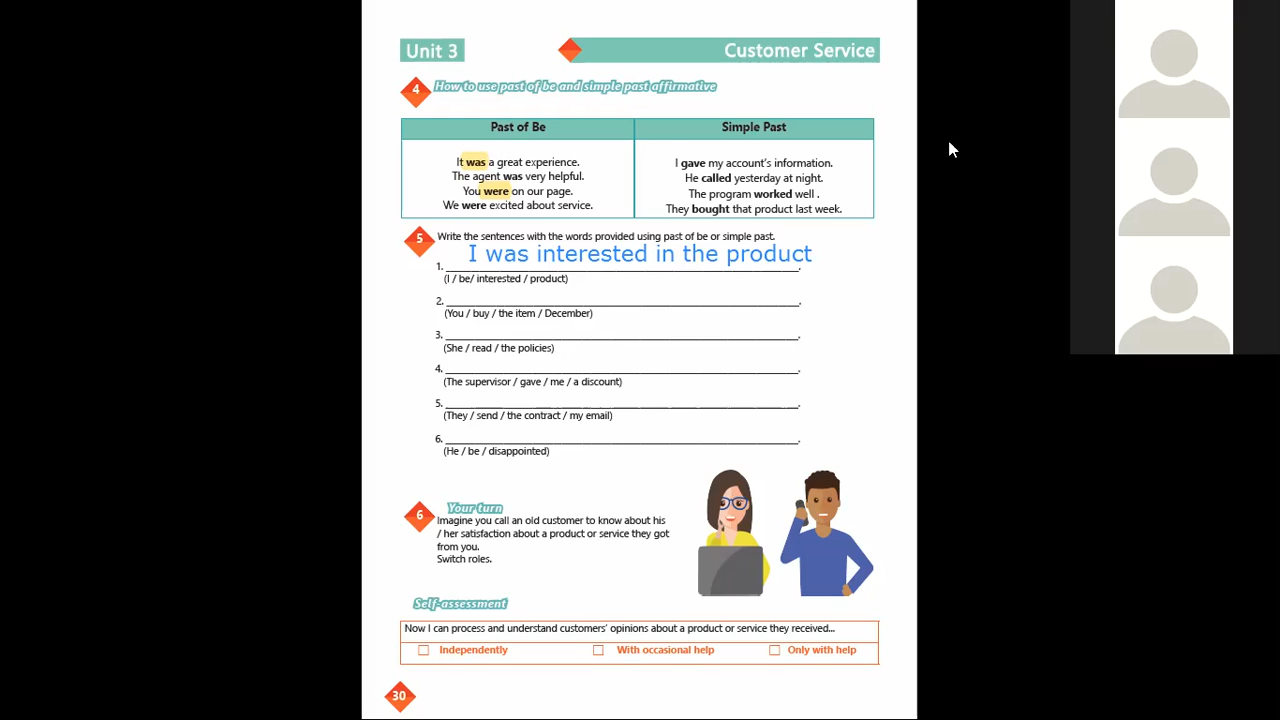 Unit 3
Customer Service
4
How to use past of be and simple past affirmative
Past of Be
Simple Past
It was a great experience.
The agent was very helpful.
You were on our page.
We were excited about service.
I gave my account's information.
He called yesterday at night.
The program worked well .
They bought that product last week.
5
Write the sentences with the words provided using past of be or simple past.
I was interested in the product
1. ______________________________.
(I / be/ interested / product)
2. ______________________________.
(You / buy / the item / December)
3. ______________________________.
(She / read / the policies)
4. ______________________________.
(The supervisor / gave / me / a discount)
5. ______________________________.
(They / send / the contract / my email)
6. ______________________________.
(He / be / disappointed)
6
Your turn
Imagine you call an old customer to know about his
/ her satisfaction about a product or service they got
from you.
Switch roles.
Self-assessment
Now I can process and understand customers' opinions about a product or service they received...
Independently
With occasional help
Only with help
30